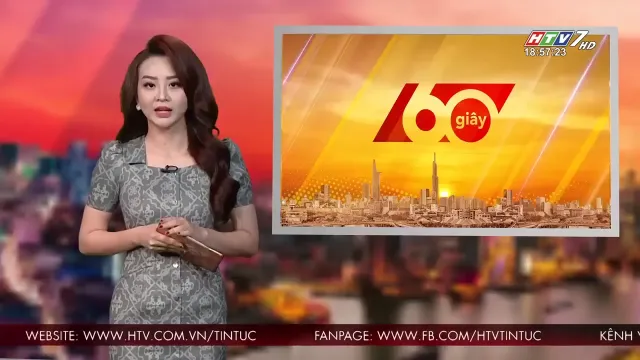 HTV7 HD
18:57:23
60 giây
WEBSITE: WWW.HTV.COM.VN/TINTUC FANPAGE: WWW.FB.COM/HTVTINTUC KÊNH